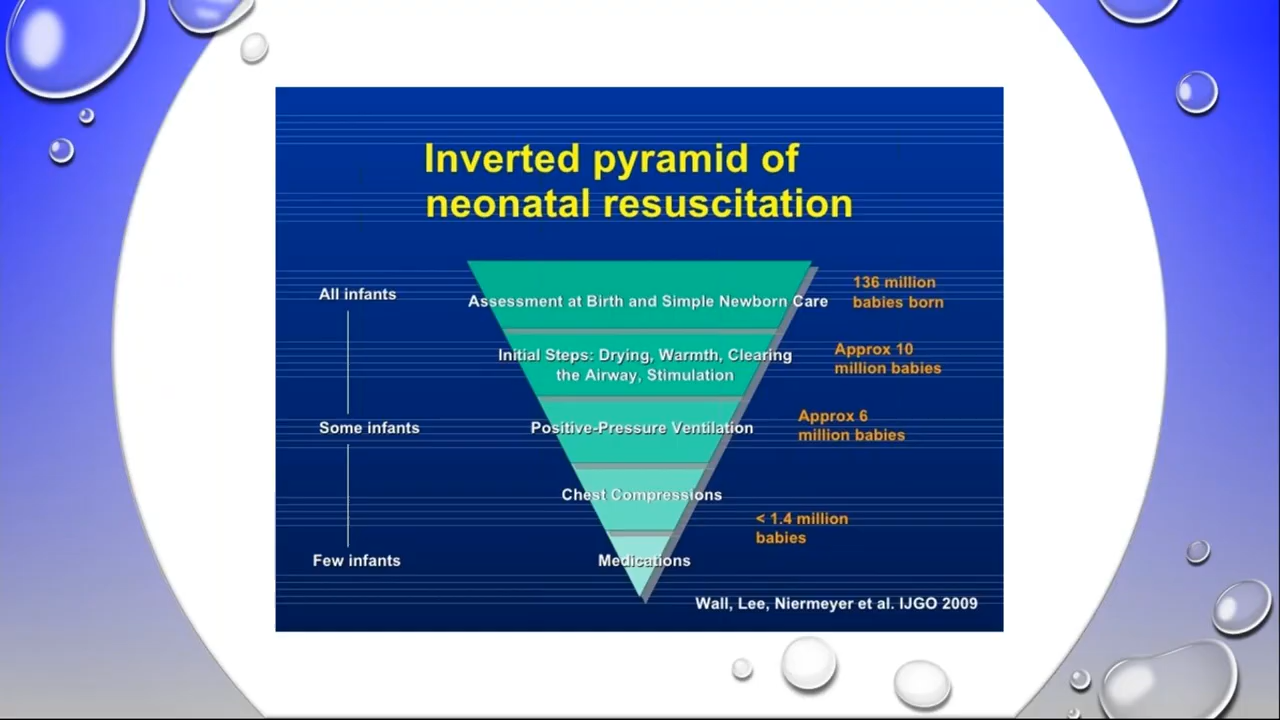 Inverted pyramid of
neonatal resuscitation
All infants
Assessment at Birth and Simple Newborn Care
136 million
babies born
Initial Steps: Drying, Warmth, Clearing
the Airway, Stimulation
Approx 10
million babies
Some infants
Positive-Pressure Ventilation
Approx 6
million babies
Chest Compressions
< 1.4 million
babies
Few infants
Medications
Wall, Lee, Niermeyer et al. IJGO 2009